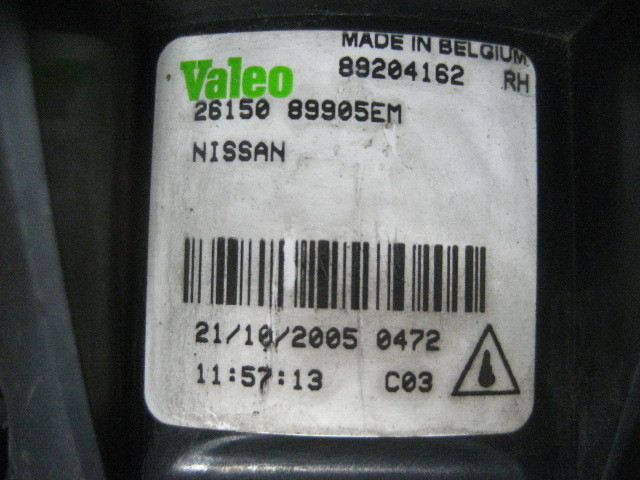 MADE IN BELGIUM
Valeo 89204162 RH
26150 89905EM
NISSAN
21/10/2005 0472
11:57:13 C03